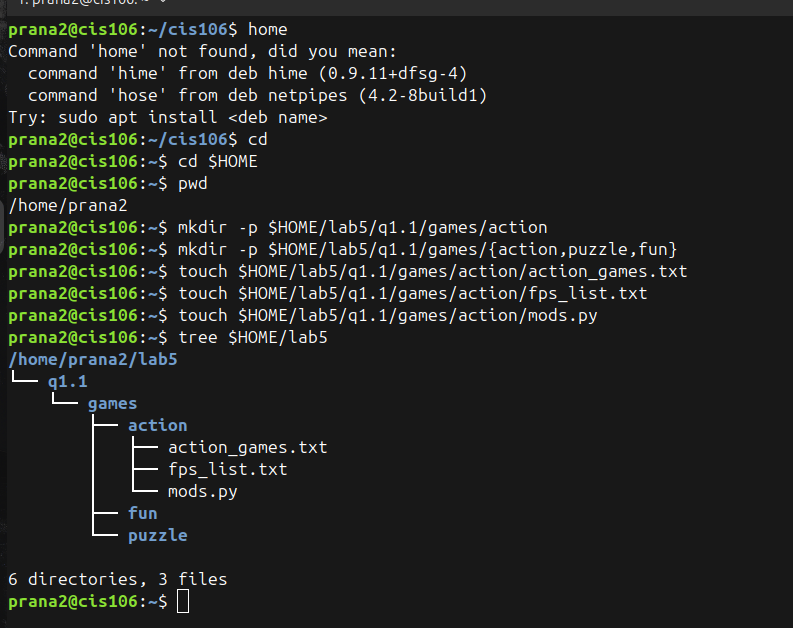 1. prana2@cis106: ~
prana2@cis106:~/cis106$ home
Command 'home' not found, did you mean:
  command 'hime' from deb hime (0.9.11+dfsg-4)
  command 'hose' from deb netpipes (4.2-8build1)
Try: sudo apt install <deb name>
prana2@cis106:~/cis106$ cd
prana2@cis106:~$ cd $HOME
prana2@cis106:~$ pwd
/home/prana2
prana2@cis106:~$ mkdir -p $HOME/lab5/q1.1/games/action
prana2@cis106:~$ mkdir -p $HOME/lab5/q1.1/games/{action,puzzle,fun}
prana2@cis106:~$ touch $HOME/lab5/q1.1/games/action/action_games.txt
prana2@cis106:~$ touch $HOME/lab5/q1.1/games/action/fps_list.txt
prana2@cis106:~$ touch $HOME/lab5/q1.1/games/action/mods.py
prana2@cis106:~$ tree $HOME/lab5
/home/prana2/lab5
└── q1.1
    └── games
        ├── action
        │   ├── action_games.txt
        │   ├── fps_list.txt
        │   └── mods.py
        ├── fun
        └── puzzle

6 directories, 3 files
prana2@cis106:~$